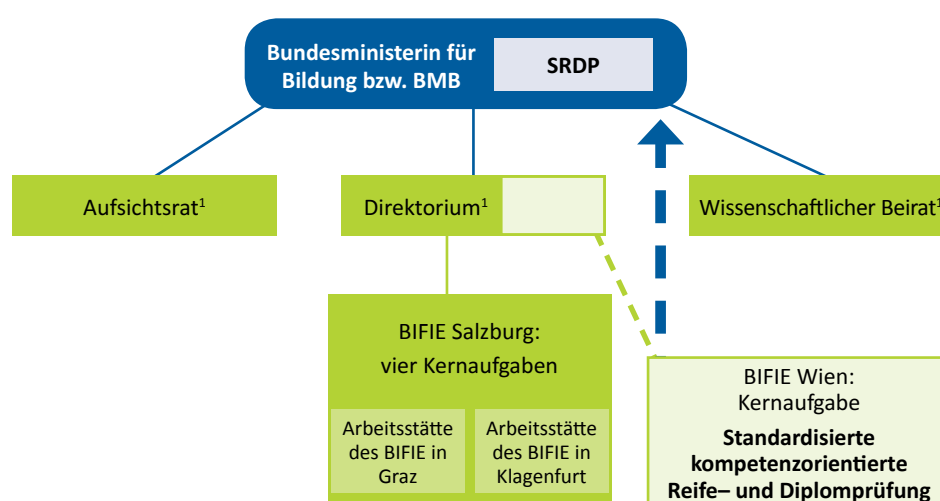 Bundesministerin für
Bildung bzw. BMB
SRDP
Aufsichtsrat¹
Direktorium¹
Wissenschaftlicher Beirat¹
BIFIE Salzburg:
vier Kernaufgaben
Arbeitsstätte
des BIFIE in
Graz
Arbeitsstätte
des BIFIE in
Klagenfurt
BIFIE Wien:
Kernaufgabe
Standardisierte
kompetenzorientierte
Reife– und Diplomprüfung